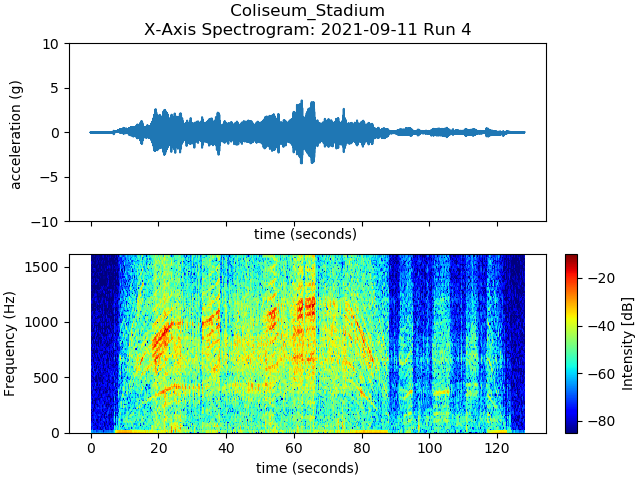 Coliseum_Stadium
X-Axis Spectrogram: 2021-09-11 Run 4
10
5
0
−5
−10
acceleration (g)
time (seconds)
1500
1000
500
0
Frequency (Hz)
0 20 40 60 80 100 120
time (seconds)
−20
−40
−60
−80
Intensity [dB]